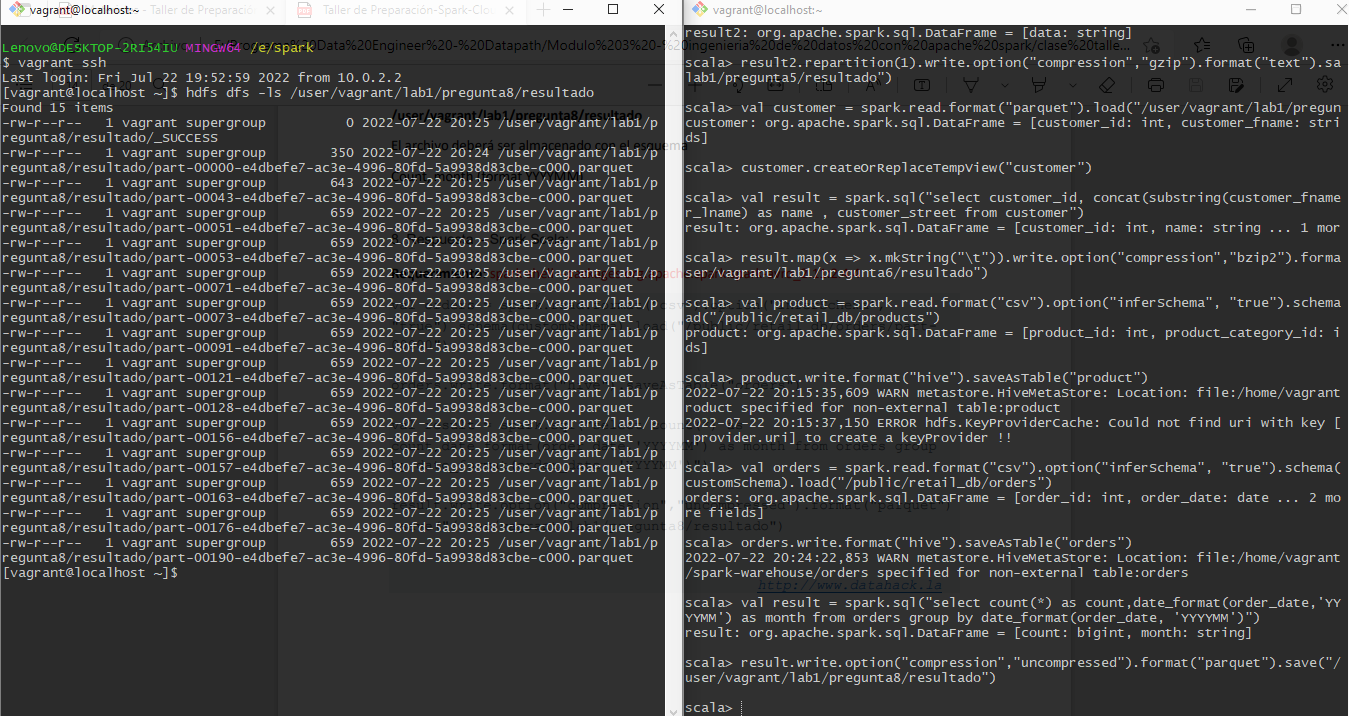 vagrant@localhost:~
Lenovo@DESKTOP-2RI54IU MINGW64 /e/spark
$ vagrant ssh
Last login: Fri Jul 22 19:52:59 2022 from 10.0.2.2
[vagrant@localhost ~]$ hdfs dfs -ls /user/vagrant/lab1/pregunta8/resultado
Found 15 items
-rw-r--r--   1 vagrant supergroup          0 2022-07-22 20:25 /user/vagrant/lab1/p
regunta8/resultado/_SUCCESS
-rw-r--r--   1 vagrant supergroup        350 2022-07-22 20:24 /user/vagrant/lab1/p
regunta8/resultado/part-00000-e4dbefe7-ac3e-4996-80fd-5a9938d83cbe-c000.parquet
-rw-r--r--   1 vagrant supergroup        643 2022-07-22 20:25 /user/vagrant/lab1/p
regunta8/resultado/part-00043-e4dbefe7-ac3e-4996-80fd-5a9938d83cbe-c000.parquet
-rw-r--r--   1 vagrant supergroup        659 2022-07-22 20:25 /user/vagrant/lab1/p
regunta8/resultado/part-00051-e4dbefe7-ac3e-4996-80fd-5a9938d83cbe-c000.parquet
-rw-r--r--   1 vagrant supergroup        659 2022-07-22 20:25 /user/vagrant/lab1/p
regunta8/resultado/part-00053-e4dbefe7-ac3e-4996-80fd-5a9938d83cbe-c000.parquet
-rw-r--r--   1 vagrant supergroup        659 2022-07-22 20:25 /user/vagrant/lab1/p
regunta8/resultado/part-00071-e4dbefe7-ac3e-4996-80fd-5a9938d83cbe-c000.parquet
-rw-r--r--   1 vagrant supergroup        659 2022-07-22 20:25 /user/vagrant/lab1/p
regunta8/resultado/part-00073-e4dbefe7-ac3e-4996-80fd-5a9938d83cbe-c000.parquet
-rw-r--r--   1 vagrant supergroup        659 2022-07-22 20:25 /user/vagrant/lab1/p
regunta8/resultado/part-00091-e4dbefe7-ac3e-4996-80fd-5a9938d83cbe-c000.parquet
-rw-r--r--   1 vagrant supergroup        659 2022-07-22 20:25 /user/vagrant/lab1/p
regunta8/resultado/part-00121-e4dbefe7-ac3e-4996-80fd-5a9938d83cbe-c000.parquet
-rw-r--r--   1 vagrant supergroup        659 2022-07-22 20:25 /user/vagrant/lab1/p
regunta8/resultado/part-00128-e4dbefe7-ac3e-4996-80fd-5a9938d83cbe-c000.parquet
-rw-r--r--   1 vagrant supergroup        659 2022-07-22 20:25 /user/vagrant/lab1/p
regunta8/resultado/part-00156-e4dbefe7-ac3e-4996-80fd-5a9938d83cbe-c000.parquet
-rw-r--r--   1 vagrant supergroup        659 2022-07-22 20:25 /user/vagrant/lab1/p
regunta8/resultado/part-00157-e4dbefe7-ac3e-4996-80fd-5a9938d83cbe-c000.parquet
-rw-r--r--   1 vagrant supergroup        659 2022-07-22 20:25 /user/vagrant/lab1/p
regunta8/resultado/part-00163-e4dbefe7-ac3e-4996-80fd-5a9938d83cbe-c000.parquet
-rw-r--r--   1 vagrant supergroup        659 2022-07-22 20:25 /user/vagrant/lab1/p
regunta8/resultado/part-00176-e4dbefe7-ac3e-4996-80fd-5a9938d83cbe-c000.parquet
-rw-r--r--   1 vagrant supergroup        659 2022-07-22 20:25 /user/vagrant/lab1/p
regunta8/resultado/part-00190-e4dbefe7-ac3e-4996-80fd-5a9938d83cbe-c000.parquet
[vagrant@localhost ~]$
vagrant@localhost:~
result2: org.apache.spark.sql.DataFrame = [data: string]
scala> result2.repartition(1).write.option("compression","gzip").format("text").sa
lab1/pregunta5/resultado")
scala> val customer = spark.read.format("parquet").load("/user/vagrant/lab1/pregun
customer: org.apache.spark.sql.DataFrame = [customer_id: int, customer_fname: stri
ds]
scala> customer.createOrReplaceTempView("customer")
scala> val result = spark.sql("select customer_id, concat(substring(customer_fname
r_lname) as name , customer_street from customer")
result: org.apache.spark.sql.DataFrame = [customer_id: int, name: string ... 1 mor
scala> result.map(x => x.mkString("\t")).write.option("compression","bzip2").forma
ser/vagrant/lab1/pregunta6/resultado")
scala> val product = spark.read.format("csv").option("inferSchema", "true").schema
ad("/public/retail_db/products")
product: org.apache.spark.sql.DataFrame = [product_id: int, product_category_id: i
ds]
scala> product.write.format("hive").saveAsTable("product")
2022-07-22 20:15:35,609 WARN metastore.HiveMetaStore: Location: file:/home/vagrant
roduct specified for non-external table:product
2022-07-22 20:15:37,150 ERROR hdfs.KeyProviderCache: Could not find uri with key [
.provider.uri] to create a keyProvider !!
scala> val orders = spark.read.format("csv").option("inferSchema", "true").schema(
customSchema).load("/public/retail_db/orders")
orders: org.apache.spark.sql.DataFrame = [order_id: int, order_date: date ... 2 mo
re fields]
scala> orders.write.format("hive").saveAsTable("orders")
2022-07-22 20:24:22,853 WARN metastore.HiveMetaStore: Location: file:/home/vagrant
/spark-warehouse/orders specified for non-external table:orders
scala> val result = spark.sql("select count(*) as count,date_format(order_date,'YY
YYMM') as month from orders group by date_format(order_date, 'YYYYMM')")
result: org.apache.spark.sql.DataFrame = [count: bigint, month: string]
scala> result.write.option("compression","uncompressed").format("parquet").save("/
user/vagrant/lab1/pregunta8/resultado")
scala>
http://www.datahack.la